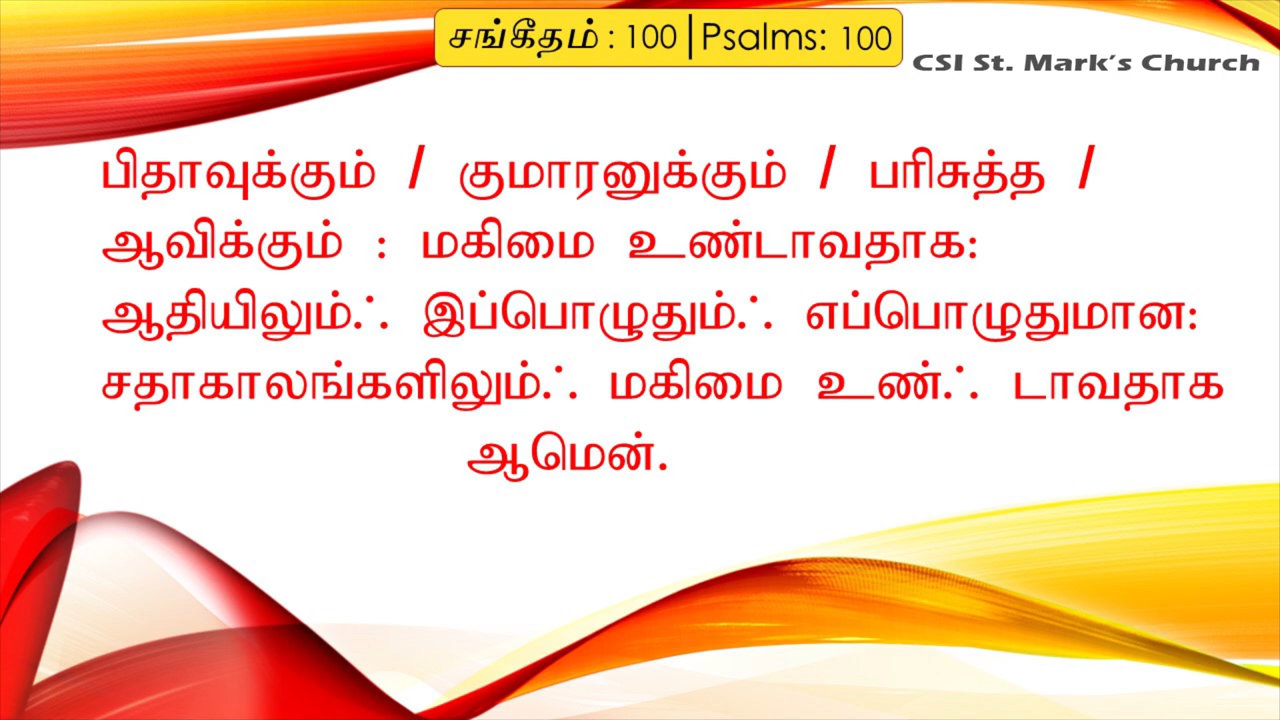 சங்கீதம் : 100 | Psalms: 100
CSI St. Mark's Church
பிதாவுக்கும் / குமாரனுக்கும் / பரிசுத்த /
ஆவிக்கும் : மகிமை உண்டாவதாக:
ஆதியிலும்.். இப்பொழுதும்.். எப்பொழுதுமான:
சதாகாலங்களிலும்.். மகிமை உண்.். டாவதாக
ஆமென்.